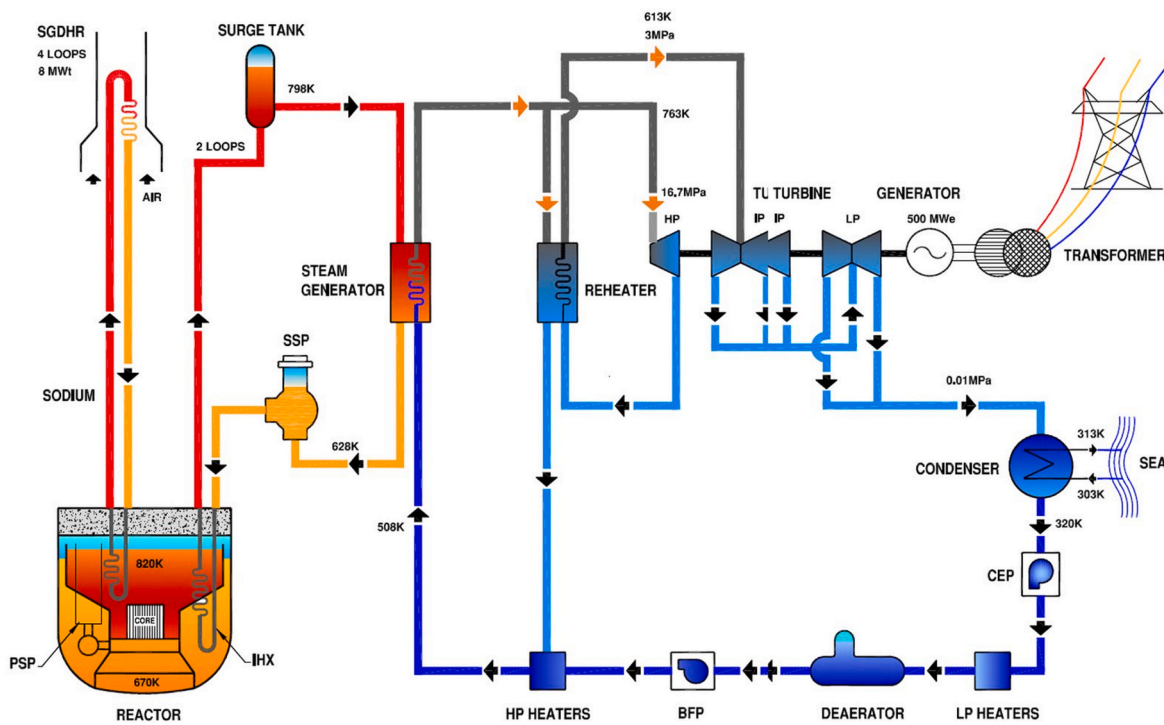 SGDHR
4 LOOPS
8 MWt
AIR
SURGE TANK
798K
2 LOOPS
613K
3MPa
763K
16.7MPa
HP
TU TURBINE
IP IP
LP
GENERATOR
500 MWe
TRANSFORMER
STEAM
GENERATOR
REHEATER
SSP
SODIUM
628K
508K
0.01MPa
CONDENSER
313K
303K
SEA
320K
CEP
820K
CORE
PSP
IHX
670K
REACTOR
HP HEATERS
BFP
DEAERATOR
LP HEATERS